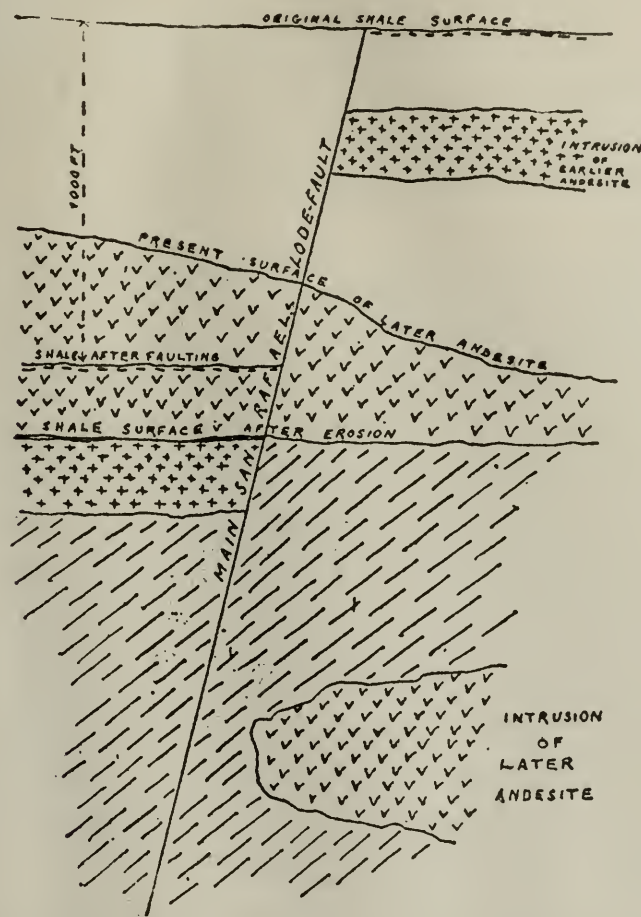 ORIGINAL SHALE SURFACE
1000 FT
INTRUSION
OF
EARLIER
ANDESITE
PRESENT SURFACE OF LATER ANDESITE
SHALE AFTER FAULTING
SHALE SURFACE AFTER EROSION
MAIN SAN RAFAEL LODE-FAULT
INTRUSION
OF
LATER
ANDESITE